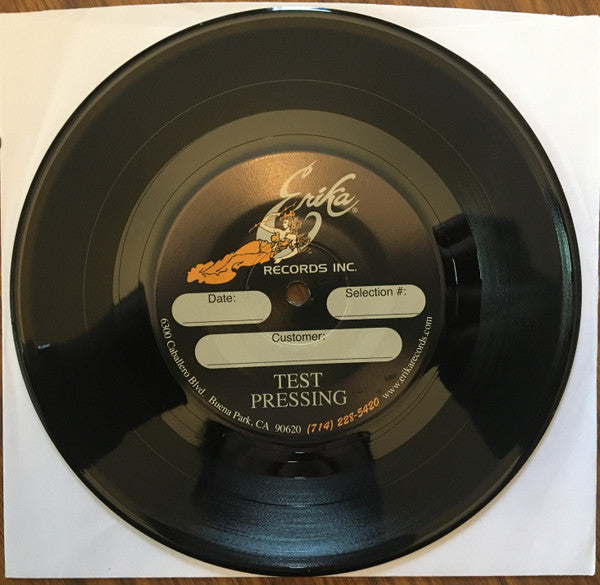 Erika®
RECORDS INC.
Date:
Selection #:
Customer:
TEST
PRESSING
6300 Caballero Blvd. Buena Park, CA 90620 (714) 228-5420 www.erikarecords.com